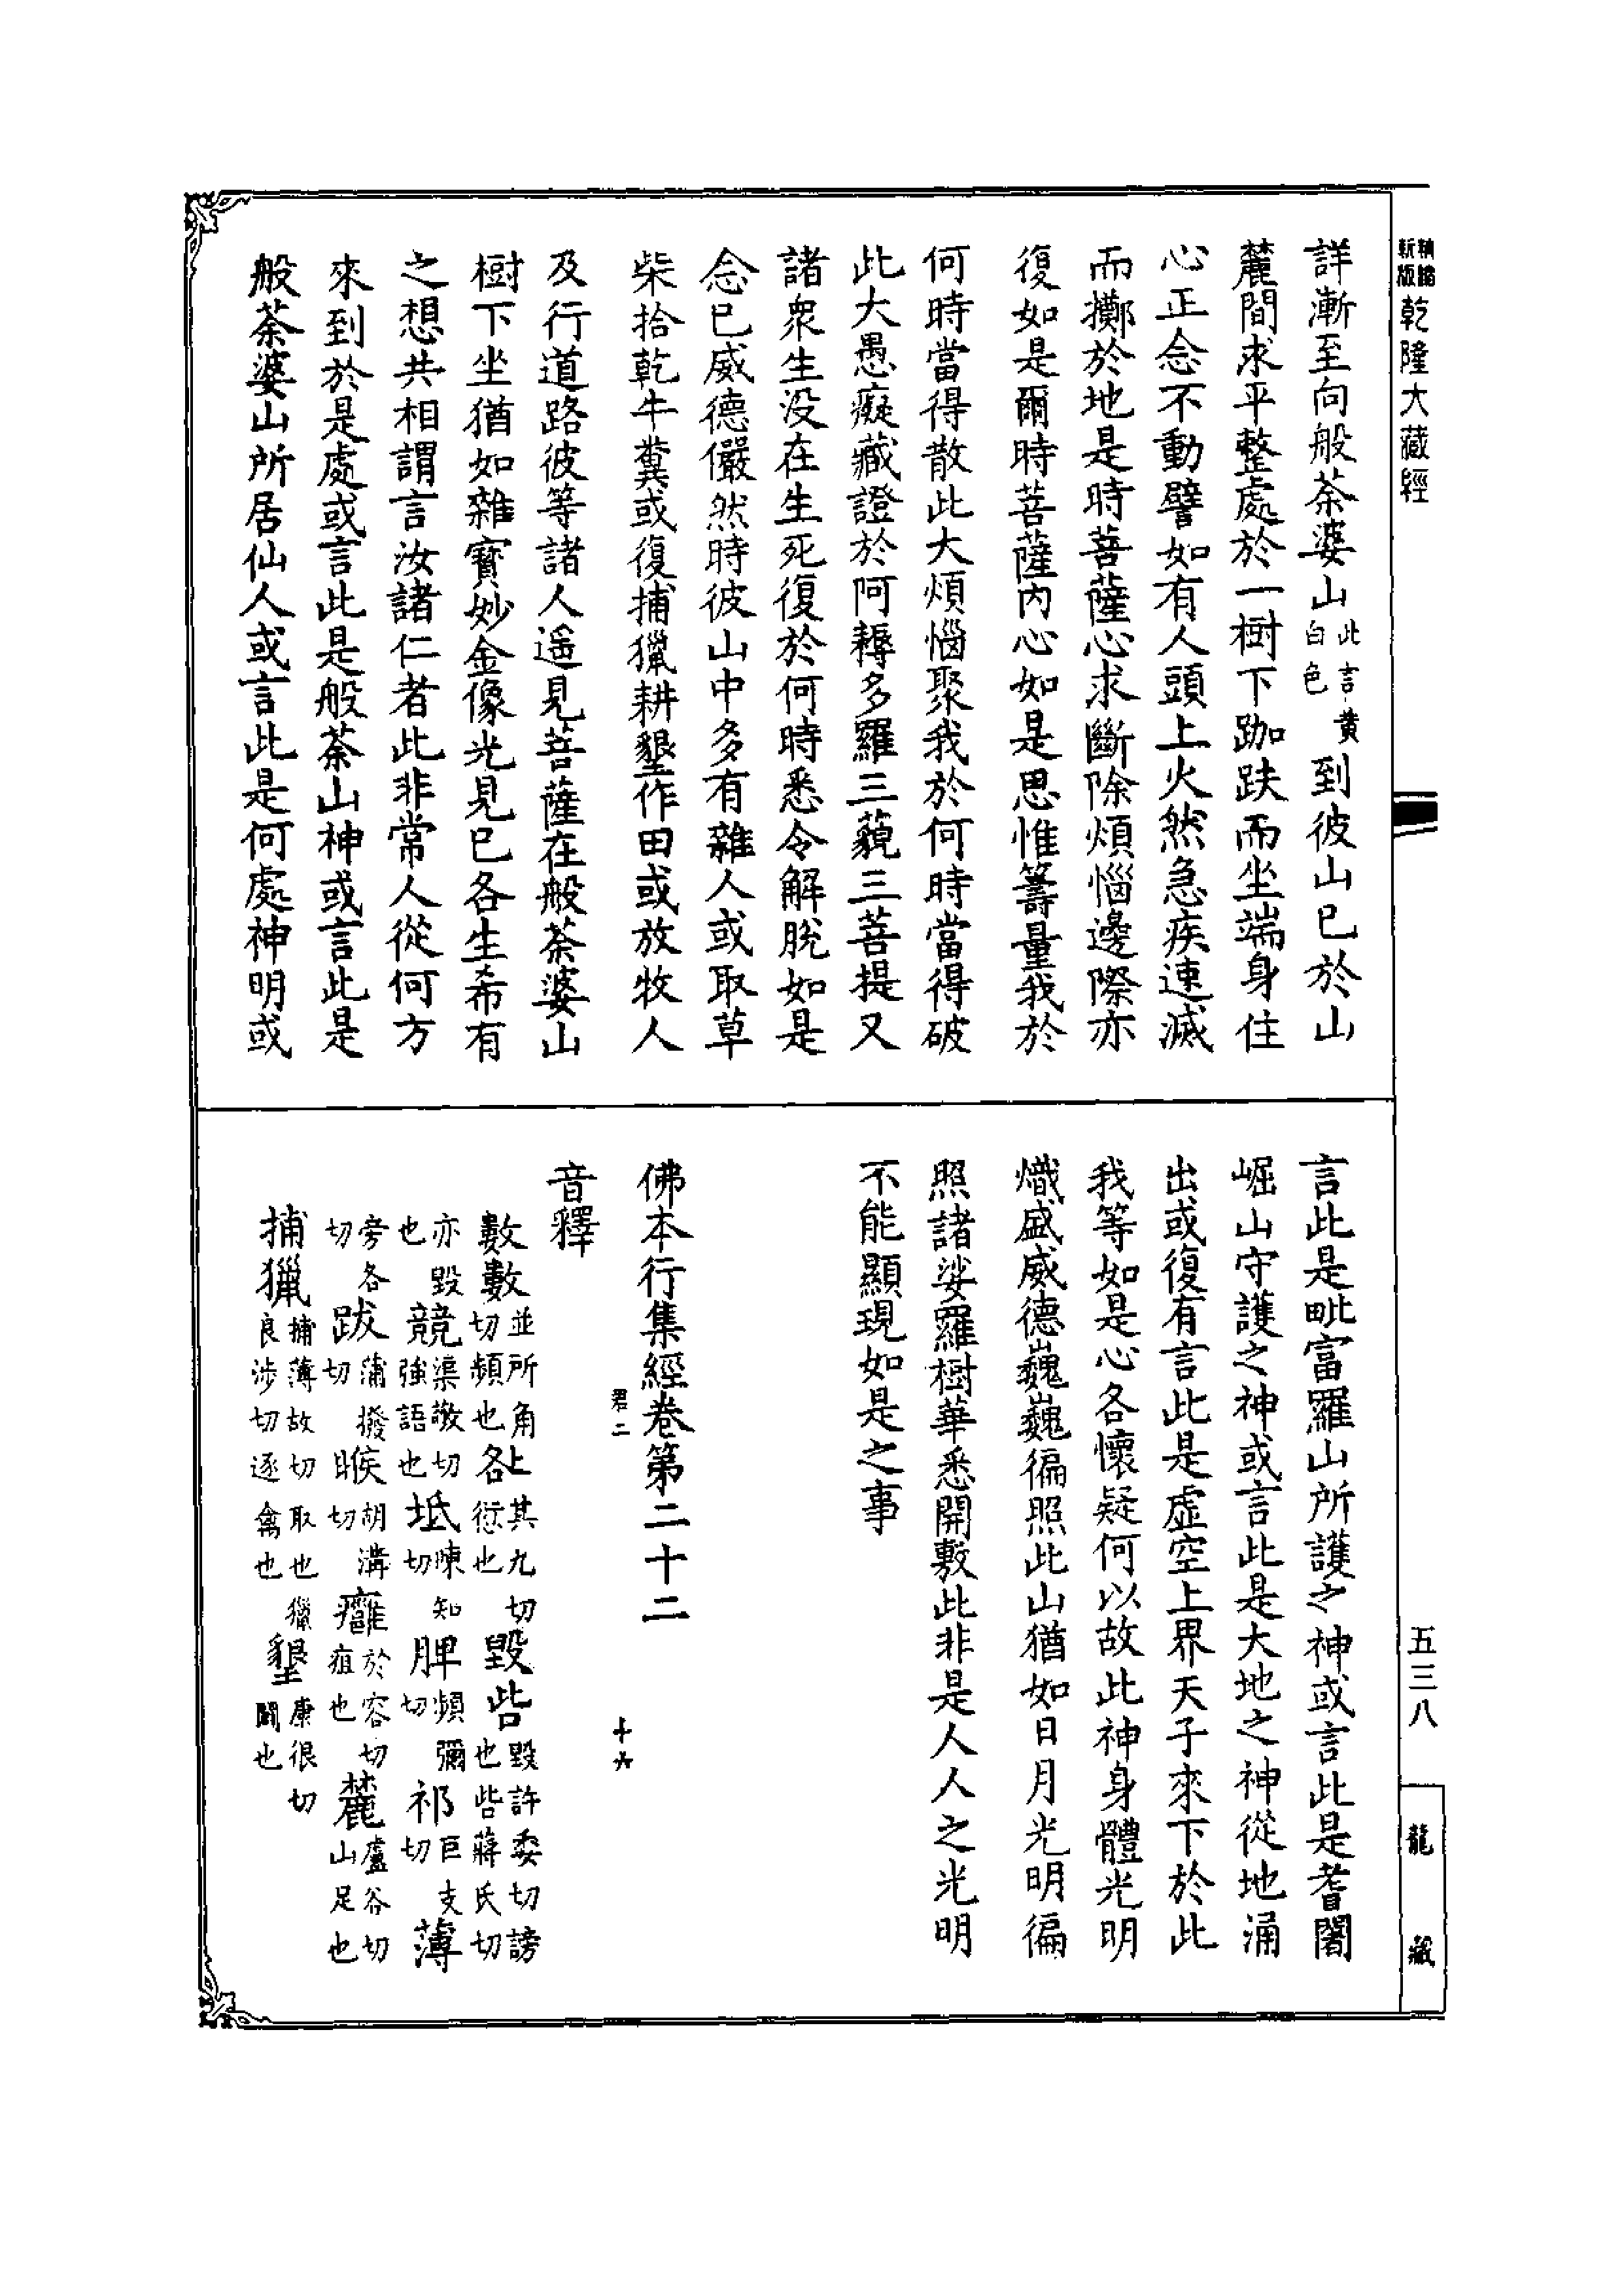 精縮新版乾隆大藏經
詳漸至向般茶婆山此言黃白色到彼山已於山
麓間求平整處於一樹下跏趺而坐端身住
心正念不動譬如有人頭上火然急疾速滅
而擲於地是時菩薩心求斷除煩惱邊際亦
復如是爾時菩薩內心如是思惟籌量我於
何時當得散此大煩惱聚我於何時當得破
此大愚癡藏證於阿耨多羅三藐三菩提又
諸衆生没在生死復於何時悉令解脫如是
念已威德儼然時彼山中多有雜人或取草
柴拾乾牛糞或復捕獵耕墾作田或放牧人
及行道路彼等諸人遥見菩薩在般茶婆山
樹下坐猶如雜寶妙金像光見已各生希有
之想共相謂言汝諸仁者此非常人從何方
來到於是處或言此是般茶山神或言此是
般茶婆山所居仙人或言此是何處神明或
言此是毗富羅山所護之神或言此是耆闍
崛山守護之神或言此是大地之神從地涌
出或復有言此是虛空上界天子來下於此
我等如是心各懷疑何以故此神身體光明
熾盛威德巍巍徧照此山猶如日月光明徧
照諸娑羅樹華悉開敷此非是人人之光明
不能顯現如是之事
佛本行集經卷第二十二
君二 十六
音釋
數數並所角切頻也咎上其九切愆也毀呰毀許委切謗也呰蔣氏切
亦毀也競渠敬切強語也坻陳知切脾頻彌切祁巨支切薄
旁各切跋蒲撥切睺胡溝切癰於容切疽也麓盧谷切山足也
捕獵捕薄故切取也獵良涉切逐禽也墾康很切闢也
五三八
龍藏